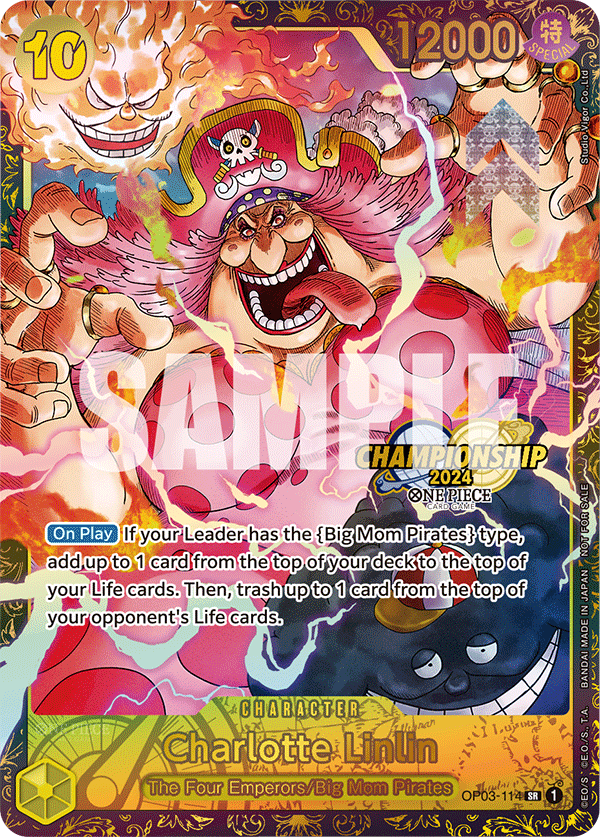 10
12000
特
SPECIAL
Studio Vigor Co.,Ltd
SAMPLE
CHAMPIONSHIP
2024
ONE PIECE
CARD GAME
On Play If your Leader has the {Big Mom Pirates} type,
add up to 1 card from the top of your deck to the top of
your Life cards. Then, trash up to 1 card from the top of
your opponent's Life cards.
CHARACTER
Charlotte Linlin
The Four Emperors/Big Mom Pirates
OP03-114 SR 1
©E.O./S. ©E.O./S., T.A. BANDAI MADE IN JAPAN NOT FOR SALE